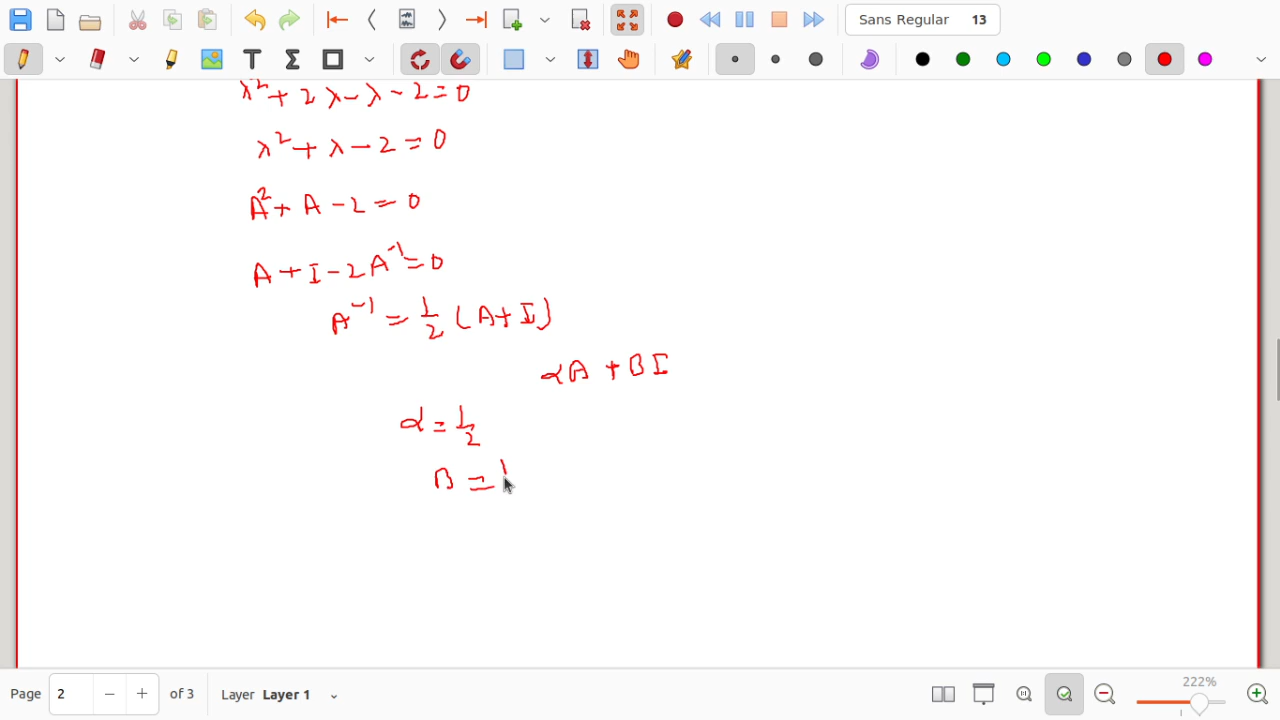 Sans Regular 13
λ² + 2λ - λ - 2 = 0
λ² + λ - 2 = 0
A² + A - 2 = 0
A + I - 2A⁻¹ = 0
A⁻¹ = 1/2 (A + I)
αA + BI
α = 1/2
B = 1
Page 2 of 3 Layer Layer 1 222%